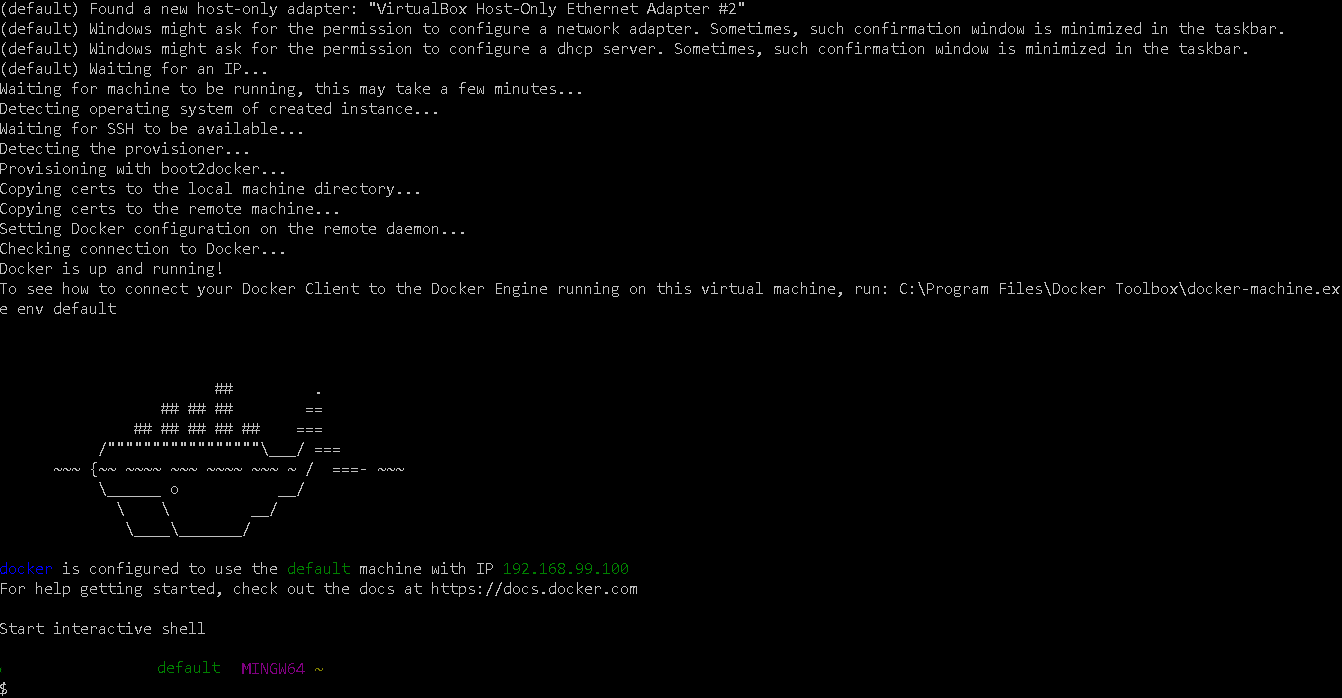 (default) Found a new host-only adapter: "VirtualBox Host-Only Ethernet Adapter #2"
(default) Windows might ask for the permission to configure a network adapter. Sometimes, such confirmation window is minimized in the taskbar.
(default) Windows might ask for the permission to configure a dhcp server. Sometimes, such confirmation window is minimized in the taskbar.
(default) Waiting for an IP...
Waiting for machine to be running, this may take a few minutes...
Detecting operating system of created instance...
Waiting for SSH to be available...
Detecting the provisioner...
Provisioning with boot2docker...
Copying certs to the local machine directory...
Copying certs to the remote machine...
Setting Docker configuration on the remote daemon...
Checking connection to Docker...
Docker is up and running!
To see how to connect your Docker Client to the Docker Engine running on this virtual machine, run: C:\Program Files\Docker Toolbox\docker-machine.ex
e env default
                        ##         .
                  ## ## ##        ==
               ## ## ## ## ##    ===
           /"""""""""""""""""\___/ ===
      ~~~ {~~ ~~~~ ~~~ ~~~~ ~~~ ~ /  ===- ~~~
           \______ o           __/
             \    \         __/
              \____\_______/
docker is configured to use the default machine with IP 192.168.99.100
For help getting started, check out the docs at https://docs.docker.com
Start interactive shell
default MINGW64 ~
$